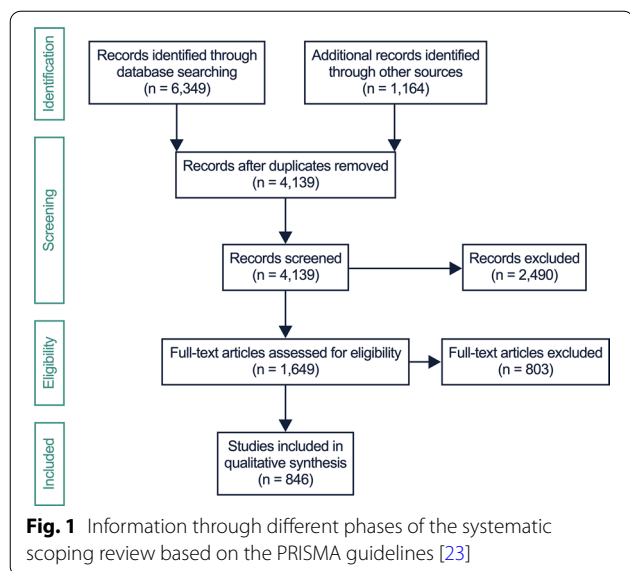 Identification
Records identified through
database searching
(n = 6,349)
Additional records identified
through other sources
(n = 1,164)
Screening
Records after duplicates removed
(n = 4,139)
Records screened
(n = 4,139)
Records excluded
(n = 2,490)
Eligibility
Full-text articles assessed for eligibility
(n = 1,649)
Full-text articles excluded
(n = 803)
Included
Studies included in
qualitative synthesis
(n = 846)
Fig. 1 Information through different phases of the systematic
scoping review based on the PRISMA guidelines [23]